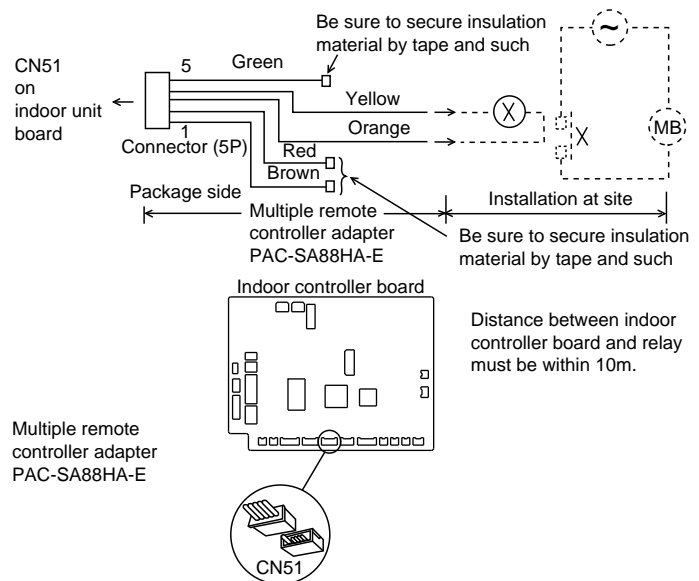 Be sure to secure insulation
material by tape and such
~
CN51
on
indoor unit
board
5
Green
Yellow
X
Orange
X
MB
1
Connector (5P)
Red
Brown
Package side
Installation at site
Multiple remote
controller adapter
PAC-SA88HA-E
Be sure to secure insulation
material by tape and such
Indoor controller board
Distance between indoor
controller board and relay
must be within 10m.
Multiple remote
controller adapter
PAC-SA88HA-E
CN51